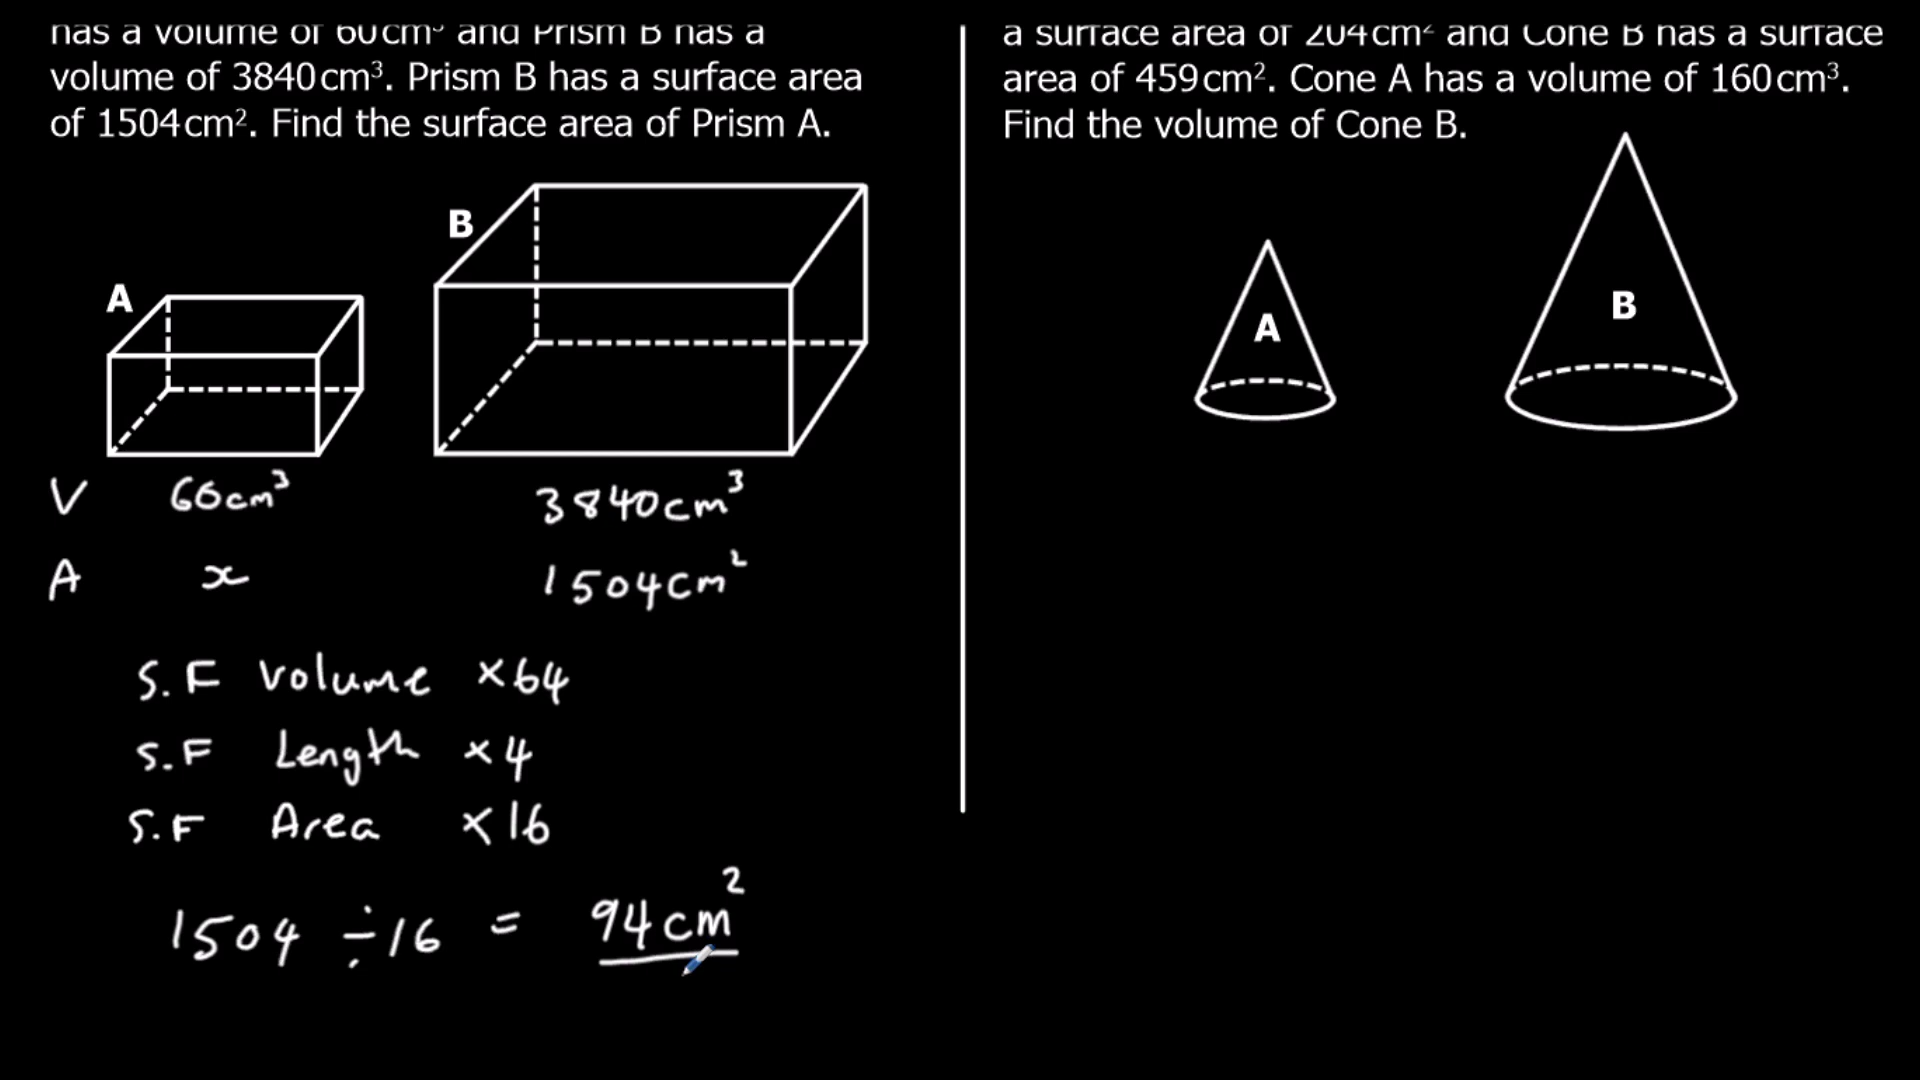 has a volume of 60cm³ and Prism B has a
volume of 3840cm³. Prism B has a surface area
of 1504cm². Find the surface area of Prism A.
A
B
V 60cm³ 3840cm³
A x 1504cm²
S.F Volume ×64
S.F Length ×4
S.F Area ×16
1504 ÷ 16 = 94cm²
a surface area of 204cm² and Cone B has a surface
area of 459cm². Cone A has a volume of 160cm³.
Find the volume of Cone B.
A
B